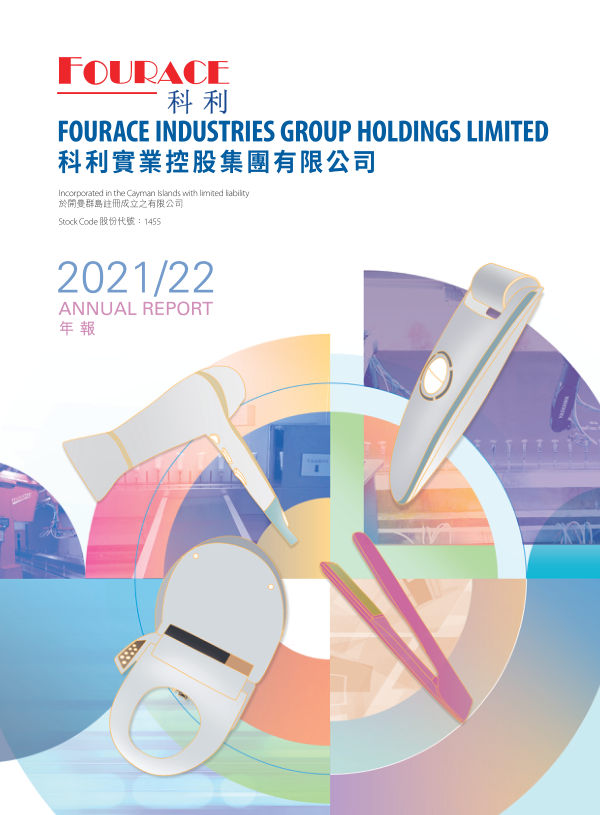 FOURACE
科利
FOURACE INDUSTRIES GROUP HOLDINGS LIMITED
科利實業控股集團有限公司
Incorporated in the Cayman Islands with limited liability
於開曼群島註冊成立之有限公司
Stock Code 股份代號：1455
2021/22
ANNUAL REPORT
年報